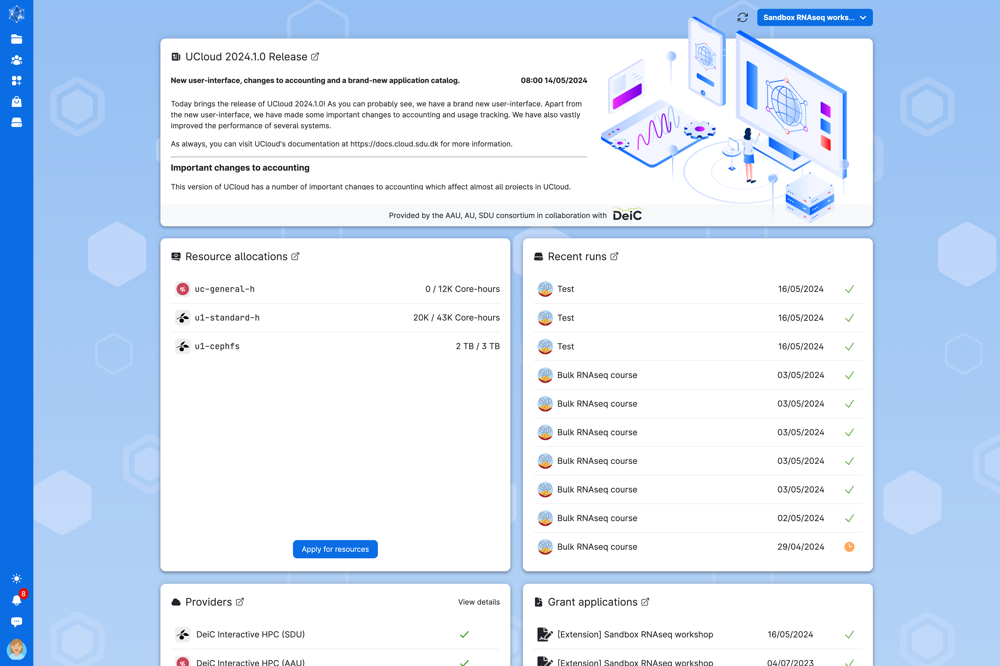 Sandbox RNAseq works...
UCloud 2024.1.0 Release
New user-interface, changes to accounting and a brand-new application catalog. 08:00 14/05/2024
Today brings the release of UCloud 2024.1.0! As you can probably see, we have a brand new user-interface. Apart from
the new user-interface, we have made some important changes to accounting and usage tracking. We have also vastly
improved the performance of several systems.
As always, you can visit UCloud's documentation at https://docs.cloud.sdu.dk for more information.
Important changes to accounting
This version of UCloud has a number of important changes to accounting which affect almost all projects in UCloud.
Provided by the AAU, AU, SDU consortium in collaboration with DeiC
Resource allocations
uc-general-h 0 / 12K Core-hours
u1-standard-h 20K / 43K Core-hours
u1-cephfs 2 TB / 3 TB
Apply for resources
Recent runs
Test 16/05/2024
Test 16/05/2024
Test 16/05/2024
Bulk RNAseq course 03/05/2024
Bulk RNAseq course 03/05/2024
Bulk RNAseq course 03/05/2024
Bulk RNAseq course 03/05/2024
Bulk RNAseq course 03/05/2024
Bulk RNAseq course 02/05/2024
Bulk RNAseq course 29/04/2024
8
Providers View details
DeiC Interactive HPC (SDU)
DeiC Interactive HPC (AAU)
Grant applications
[Extension] Sandbox RNAseq workshop 16/05/2024
[Extension] Sandbox RNAseq workshop 04/07/2023